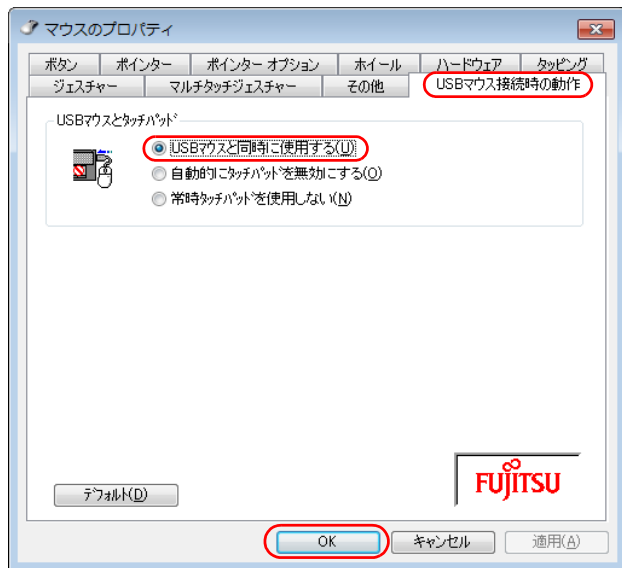 マウスのプロパティ
ボタン ポインター ポインター オプション ホイール ハードウェア タッピング
ジェスチャー マルチタッチジェスチャー その他 USBマウス接続時の動作
USBマウスとタッチパッド
USBマウスと同時に使用する(U)
自動的にタッチパッドを無効にする(O)
常時タッチパッドを使用しない(N)
FUJITSU
デフォルト(D)
OK キャンセル 適用(A)